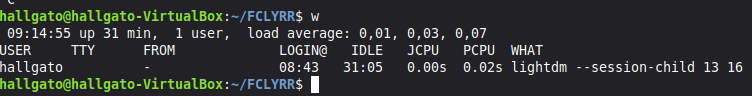 hallgato@hallgato-VirtualBox:~/FCLYRR$ w
 09:14:55 up 31 min,  1 user,  load average: 0,01, 0,03, 0,07
USER     TTY      FROM             LOGIN@   IDLE   JCPU   PCPU  WHAT
hallgato          -                08:43   31:05   0.00s  0.02s lightdm --session-child 13 16
hallgato@hallgato-VirtualBox:~/FCLYRR$